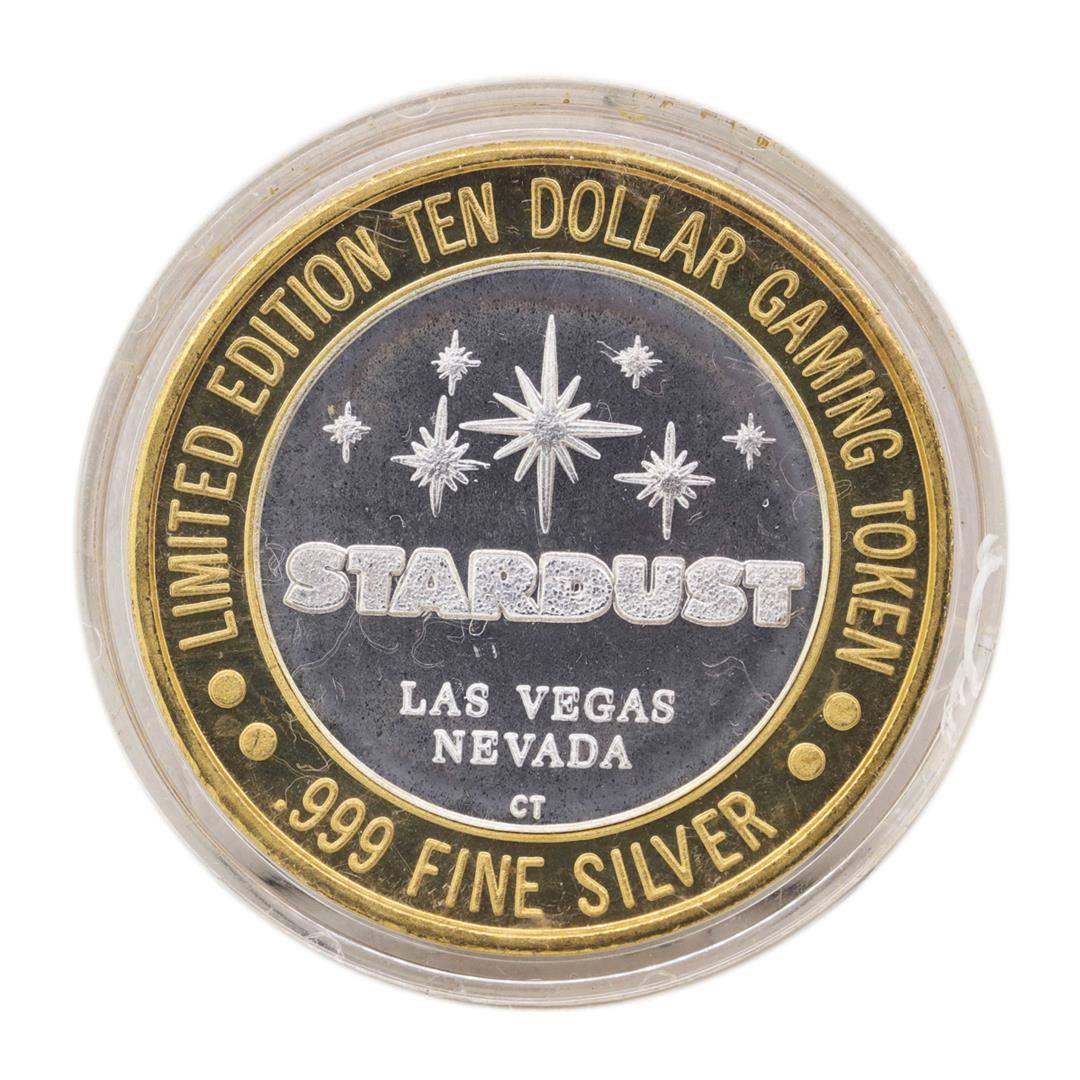 LIMITED EDITION TEN DOLLAR GAMING TOKEN
STARDUST
LAS VEGAS
NEVADA
CT
.999 FINE SILVER